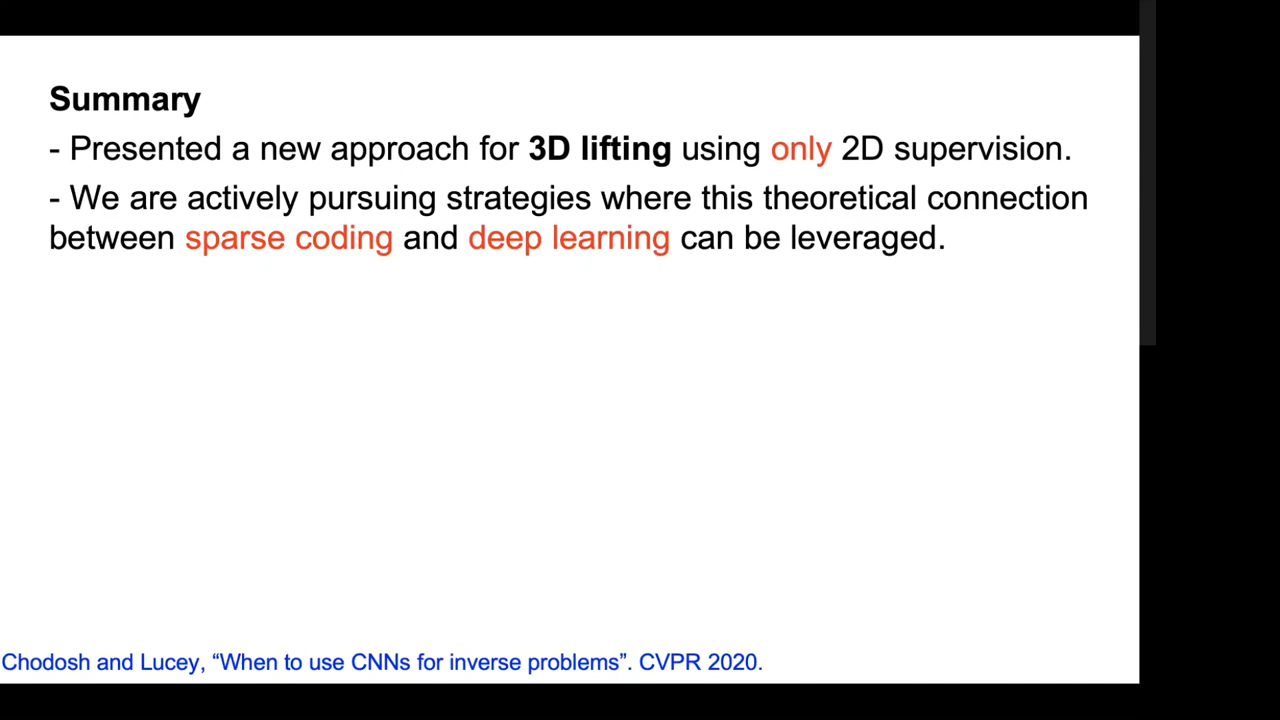 Summary
- Presented a new approach for 3D lifting using only 2D supervision.
- We are actively pursuing strategies where this theoretical connection
between sparse coding and deep learning can be leveraged.
Chodosh and Lucey, “When to use CNNs for inverse problems”. CVPR 2020.